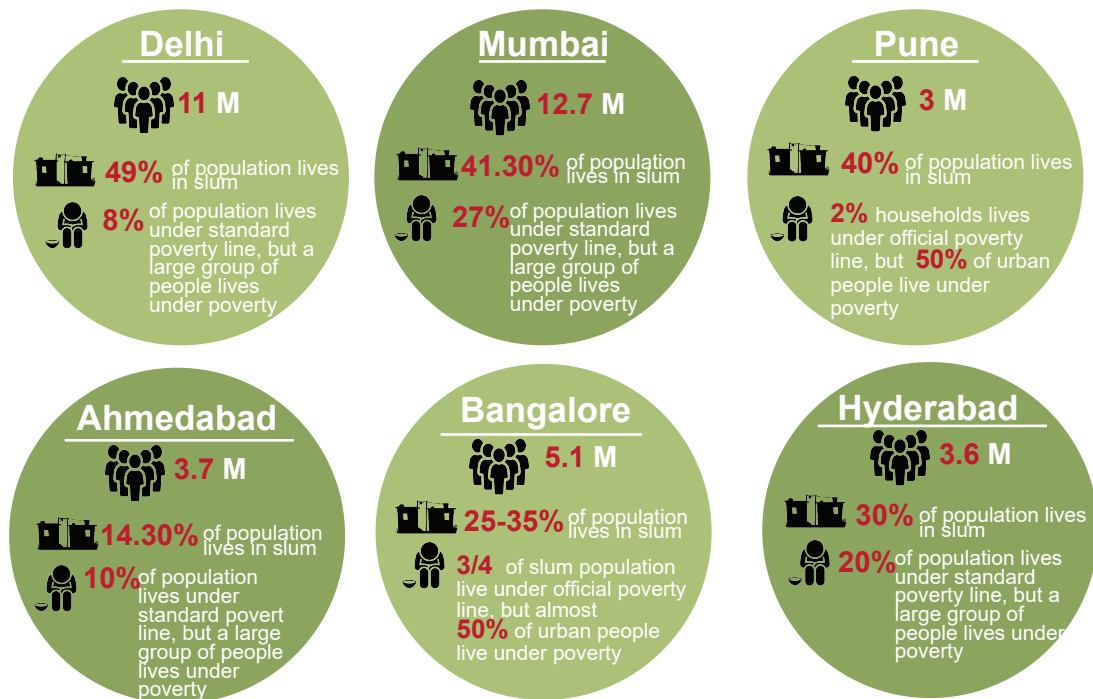 Delhi
11 M
49% of population lives
in slum
8% of population lives
under standard
poverty line, but a
large group of
people lives
under poverty
Mumbai
12.7 M
41.30% of population
lives in slum
27% of population lives
under standard
poverty line, but a
large group of
people lives
under poverty
Pune
3 M
40% of population lives
in slum
2% households lives
under official poverty
line, but 50% of urban
people live under
poverty
Ahmedabad
3.7 M
14.30% of population
lives in slum
10% of population
lives under
standard povert
line, but a large
group of people
lives under
poverty
Bangalore
5.1 M
25-35% of population
lives in slum
3/4 of slum population
live under official poverty
line, but almost
50% of urban people
live under poverty
Hyderabad
3.6 M
30% of population lives
in slum
20% of population lives
under standard
poverty line, but a
large group of
people lives under
poverty